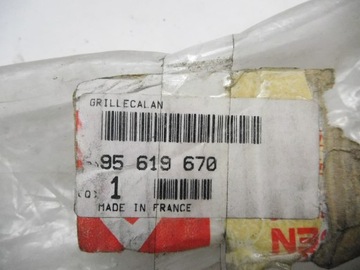 GRILLECALAN
95 619 670
Q: 1
MADE IN FRANCE